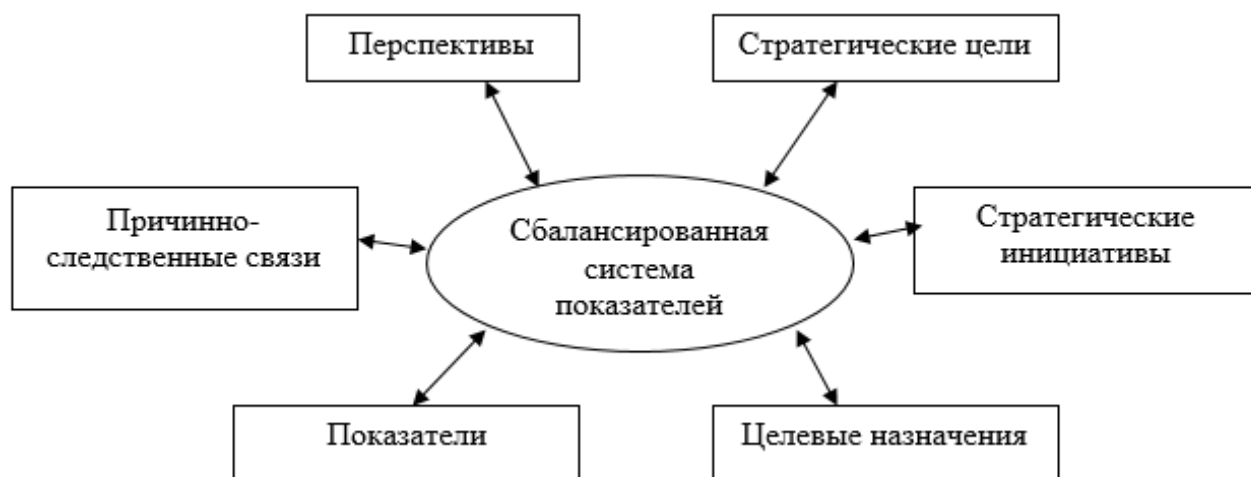 Перспективы
Стратегические цели
Причинно-
следственные связи
Сбалансированная
система
показателей
Стратегические
инициативы
Показатели
Целевые назначения